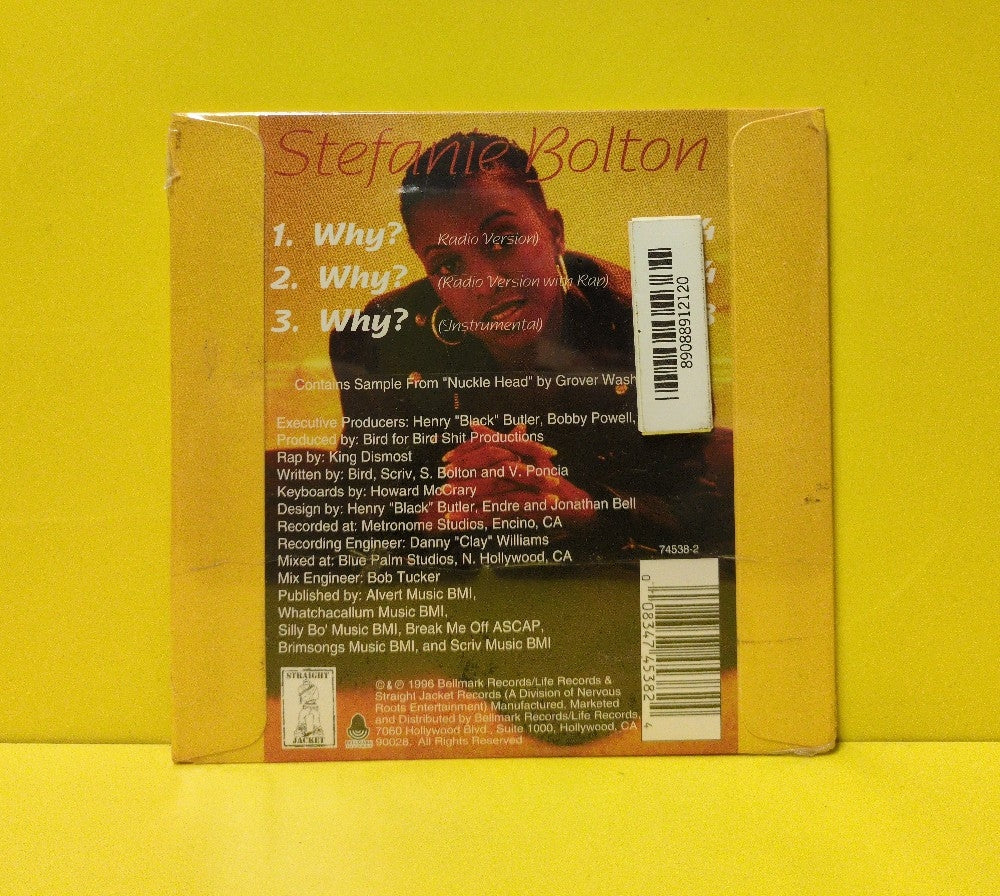 Stefanie Bolton
1. Why? Radio Version) 4
2. Why? (Radio Version with Rap) 4
3. Why? (Instrumental)
Contains Sample From "Nuckle Head" by Grover Wash
Executive Producers: Henry "Black" Butler, Bobby Powell,
Produced by: Bird for Bird Shit Productions
Rap by: King Dismost
Written by: Bird, Scriv, S. Bolton and V. Poncia
Keyboards by: Howard McCrary
Design by: Henry "Black" Butler, Endre and Jonathan Bell
Recorded at: Metronome Studios, Encino, CA
Recording Engineer: Danny "Clay" Williams
Mixed at: Blue Palm Studios, N. Hollywood, CA
Mix Engineer: Bob Tucker
Published by: Alvert Music BMI,
Whatchacallum Music BMI,
Silly Bo' Music BMI, Break Me Off ASCAP,
Brimsongs Music BMI, and Scriv Music BMI
© & ℗ 1996 Bellmark Records/Life Records &
Straight Jacket Records (A Division of Nervous
Roots Entertainment) Manufactured, Marketed
and Distributed by Bellmark Records/Life Records,
7060 Hollywood Blvd., Suite 1000, Hollywood, CA
90028. All Rights Reserved
STRAIGHT
JACKET
89088912120
74538-2
0 08347 45382 4